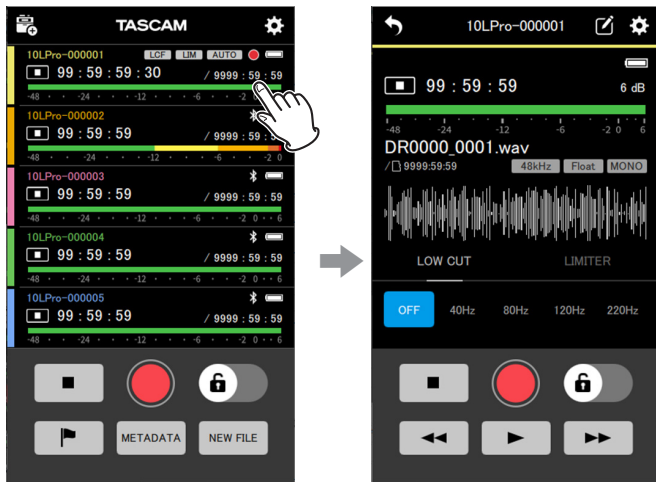 TASCAM
10LPro-000001 LCF LIM AUTO
99 : 59 : 59 : 30 / 9999 : 59 : 59
-48 -24 -12 -6 -2
10LPro-000002
99 : 59 : 59 / 9999 : 59 :
-48 -24 -12 -6 -2 0
10LPro-000003
99 : 59 : 59 / 9999 : 59 : 59
-48 -24 -12 -6 -2 0 6
10LPro-000004
99 : 59 : 59 / 9999 : 59 : 59
-48 -24 -12 -6 -2 0 6
10LPro-000005
99 : 59 : 59 / 9999 : 59 : 59
-48 -24 -12 -6 -2 0 6
METADATA NEW FILE
10LPro-000001
99 : 59 : 59 6 dB
-48 -24 -12 -6 -2 0 6
DR0000_0001.wav
/ 9999:59:59 48kHz Float MONO
LOW CUT LIMITER
OFF 40Hz 80Hz 120Hz 220Hz